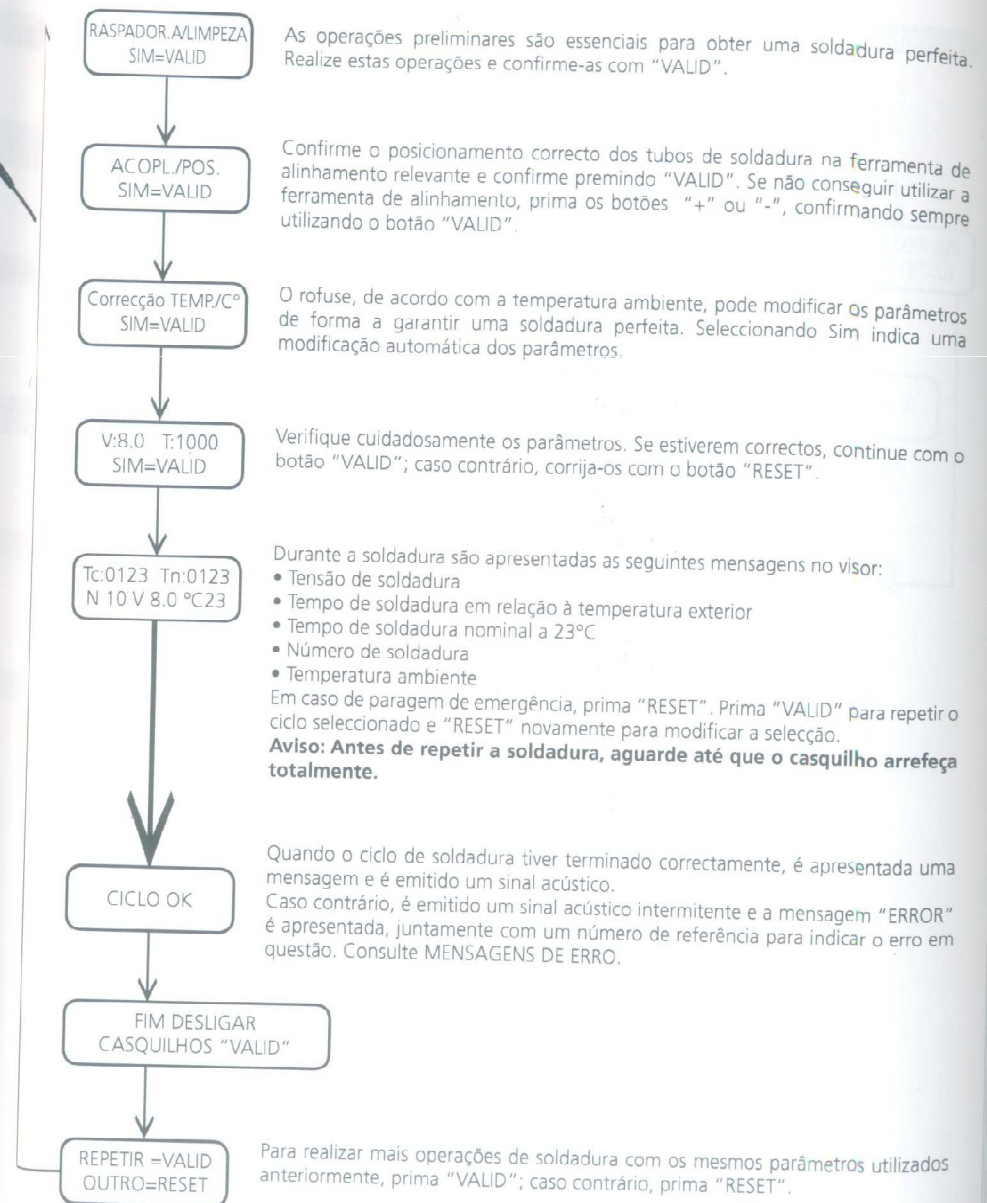 RASPADOR.A/LIMPEZA
SIM=VALID
As operações preliminares são essenciais para obter uma soldadura perfeita.
Realize estas operações e confirme-as com "VALID".
ACOPL./POS.
SIM=VALID
Confirme o posicionamento correcto dos tubos de soldadura na ferramenta de
alinhamento relevante e confirme premindo "VALID". Se não conseguir utilizar a
ferramenta de alinhamento, prima os botões "+" ou "-", confirmando sempre
utilizando o botão "VALID".
Correcção TEMP./Cº
SIM=VALID
O rofuse, de acordo com a temperatura ambiente, pode modificar os parâmetros
de forma a garantir uma soldadura perfeita. Seleccionando Sim indica uma
modificação automática dos parâmetros.
V:8.0 T:1000
SIM=VALID
Verifique cuidadosamente os parâmetros. Se estiverem correctos, continue com o
botão "VALID"; caso contrário, corrija-os com o botão "RESET".
Tc:0123 Tn:0123
N 10 V 8.0 ºC23
Durante a soldadura são apresentadas as seguintes mensagens no visor:
• Tensão de soldadura
• Tempo de soldadura em relação à temperatura exterior
• Tempo de soldadura nominal a 23ºC
• Número de soldadura
• Temperatura ambiente
Em caso de paragem de emergência, prima "RESET". Prima "VALID" para repetir o
ciclo seleccionado e "RESET" novamente para modificar a selecção.
Aviso: Antes de repetir a soldadura, aguarde até que o casquilho arrefeça
totalmente.
CICLO OK
Quando o ciclo de soldadura tiver terminado correctamente, é apresentada uma
mensagem e é emitido um sinal acústico.
Caso contrário, é emitido um sinal acústico intermitente e a mensagem "ERROR"
é apresentada, juntamente com um número de referência para indicar o erro em
questão. Consulte MENSAGENS DE ERRO.
FIM DESLIGAR
CASQUILHOS "VALID"
REPETIR =VALID
OUTRO=RESET
Para realizar mais operações de soldadura com os mesmos parâmetros utilizados
anteriormente, prima "VALID"; caso contrário, prima "RESET".